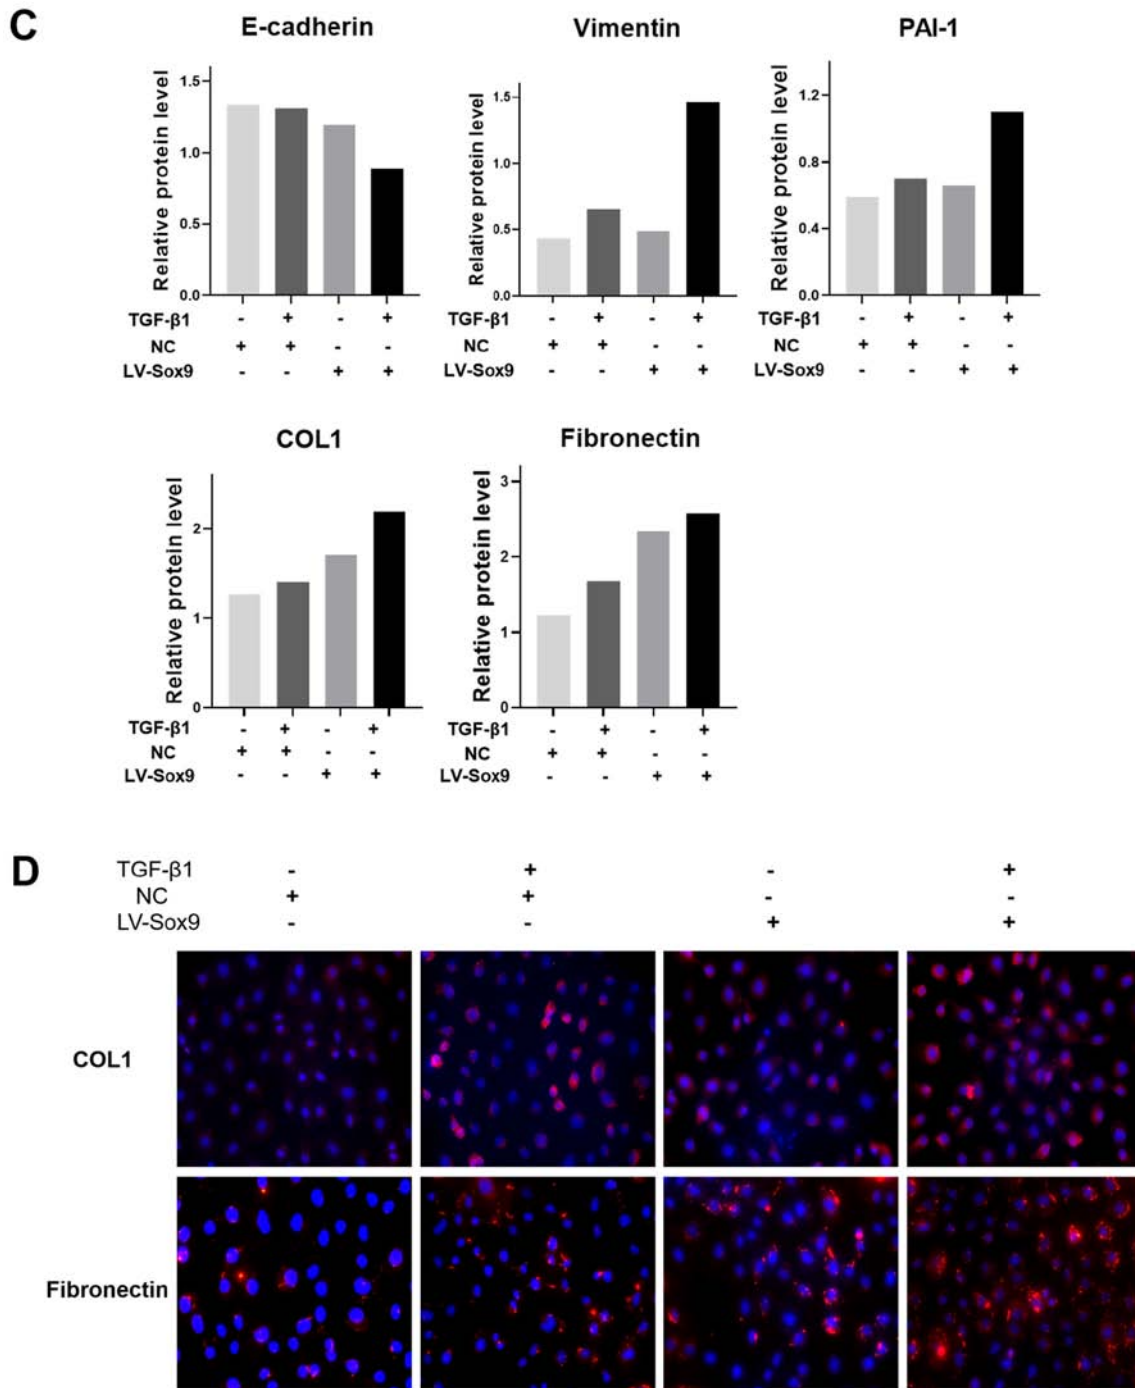 C
E-cadherin
Vimentin
PAI-1
Relative protein level
1.5
1.0
0.5
0.0
TGF-β1 - + - +
NC + + - -
LV-Sox9 - - + +
Relative protein level
1.5
1.0
0.5
0.0
TGF-β1 - + - +
NC + + - -
LV-Sox9 - - + +
Relative protein level
1.2
0.8
0.4
0.0
TGF-β1 - + - +
NC + + - -
LV-Sox9 - - + +
COL1
Fibronectin
Relative protein level
2
1
0
TGF-β1 - + - +
NC + + - -
LV-Sox9 - - + +
Relative protein level
3
2
1
0
TGF-β1 - + - +
NC + + - -
LV-Sox9 - - + +
D
TGF-β1 - + - +
NC + + - -
LV-Sox9 - - + +
COL1
Fibronectin